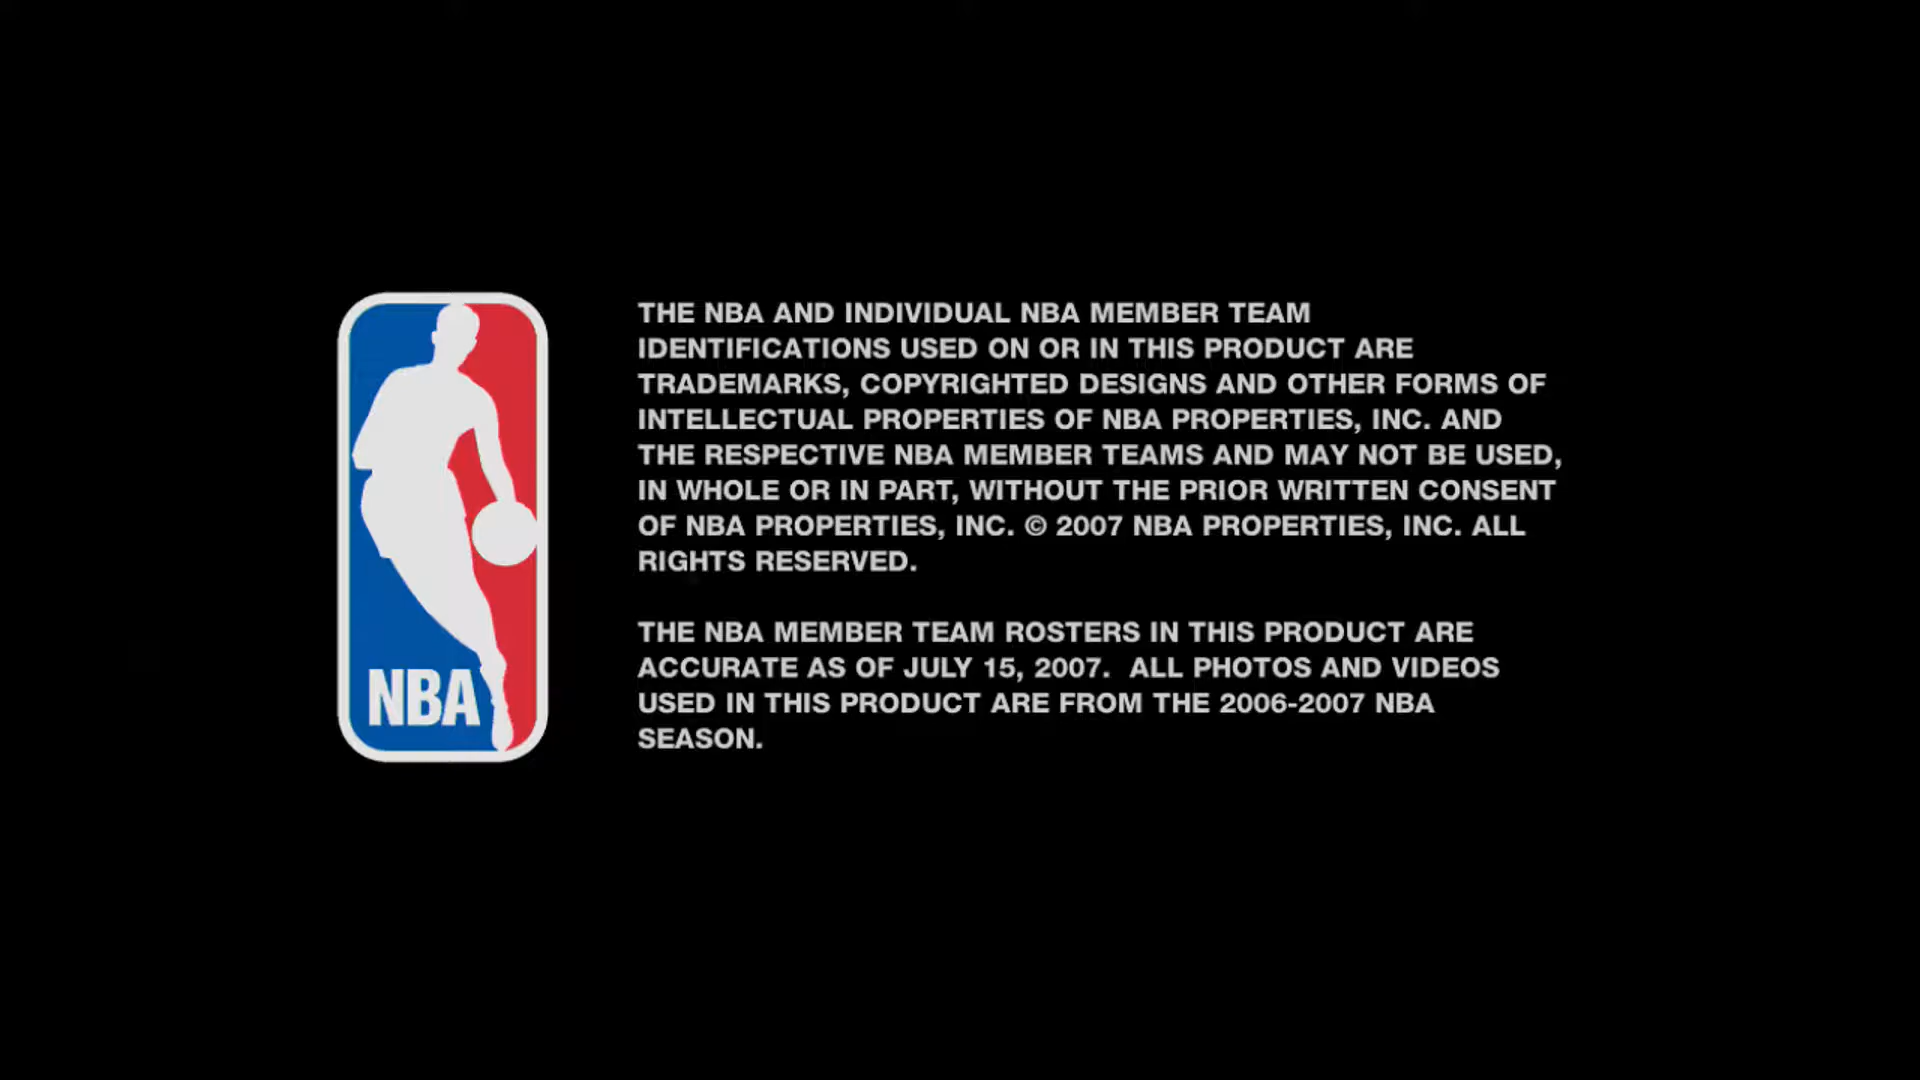 NBA
THE NBA AND INDIVIDUAL NBA MEMBER TEAM
IDENTIFICATIONS USED ON OR IN THIS PRODUCT ARE
TRADEMARKS, COPYRIGHTED DESIGNS AND OTHER FORMS OF
INTELLECTUAL PROPERTIES OF NBA PROPERTIES, INC. AND
THE RESPECTIVE NBA MEMBER TEAMS AND MAY NOT BE USED,
IN WHOLE OR IN PART, WITHOUT THE PRIOR WRITTEN CONSENT
OF NBA PROPERTIES, INC. © 2007 NBA PROPERTIES, INC. ALL
RIGHTS RESERVED.
THE NBA MEMBER TEAM ROSTERS IN THIS PRODUCT ARE
ACCURATE AS OF JULY 15, 2007.  ALL PHOTOS AND VIDEOS
USED IN THIS PRODUCT ARE FROM THE 2006-2007 NBA
SEASON.